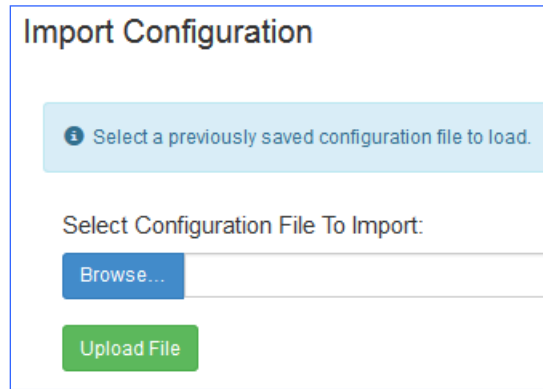 Import Configuration
Select a previously saved configuration file to load.
Select Configuration File To Import:
Browse...
Upload File